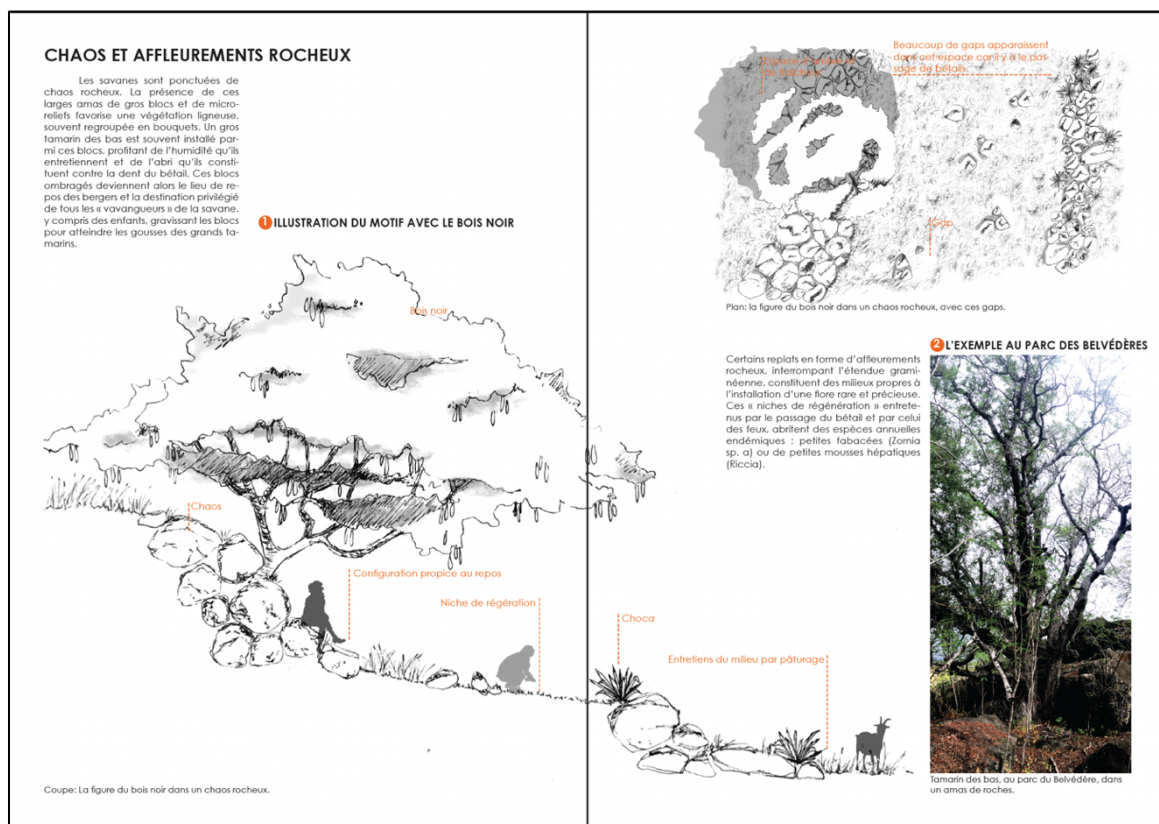 CHAOS ET AFFLEUREMENTS ROCHEUX
Les savanes sont ponctuées de
chaos rocheux. La présence de ces
larges amas de gros blocs et de micro-
reliefs favorise une végétation ligneuse,
souvent regroupée en bouquets. Un gros
tamarin des bas est souvent installé par-
mi ces blocs, profitant de l'humidité qu'ils
entretiennent et de l'abri qu'ils consti-
tuent contre la dent du bétail. Ces blocs
ombragés deviennent alors le lieu de re-
pos des bergers et la destination privilégié
de tous les « vavangueurs » de la savane,
y compris des enfants, gravissant les blocs
pour atteindre les gousses des grands ta-
marins.
1 ILLUSTRATION DU MOTIF AVEC LE BOIS NOIR
Bois noir
Chaos
Configuration propice au repos
Niche de régération
Coupe: La figure du bois noir dans un chaos rocheux.
Beaucoup de gaps apparaissent
dans cet espace car il y à le pas-
sage de bétails.
Gap
Plan: la figure du bois noir dans un chaos rocheux, avec ces gaps.
2 L'EXEMPLE AU PARC DES BELVÉDÈRES
Certains replats en forme d'affleurements
rocheux, interrompant l'étendue grami-
néenne, constituent des milieux propres à
l'installation d'une flore rare et précieuse.
Ces « niches de régénération » entrete-
nus par le passage du bétail et par celui
des feux, abritent des espèces annuelles
endémiques : petites fabacées (Zornia
sp. a) ou de petites mousses hépatiques
(Riccia).
Choca
Entretiens du milieu par pâturage
Tamarin des bas, au parc du Belvédère, dans
un amas de roches.